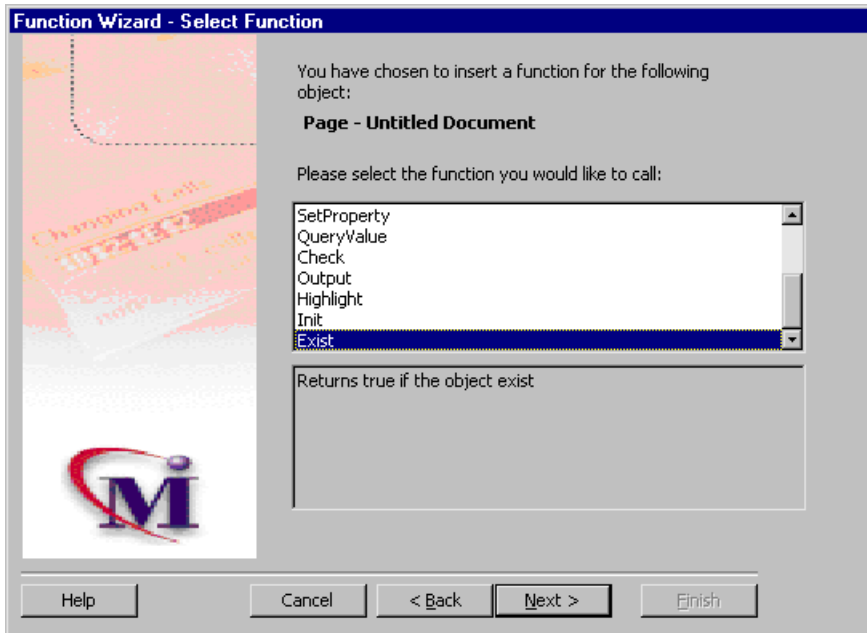 Function Wizard - Select Function
You have chosen to insert a function for the following
object:
Page - Untitled Document
Please select the function you would like to call:
SetProperty
QueryValue
Check
Output
Highlight
Init
Exist
Returns true if the object exist
Changing Cells
M
Help
Cancel
< Back
Next >
Finish